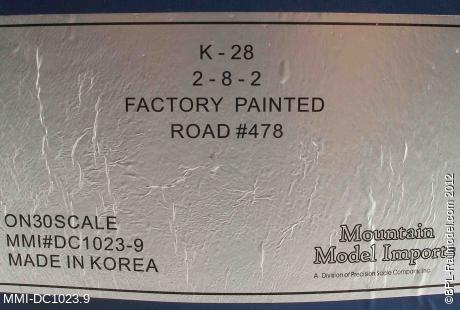 K-28
2-8-2
FACTORY PAINTED
ROAD #478
ON30SCALE
MMI#DC1023-9
MADE IN KOREA
Mountain
Model Imports
A Division of Precision Scale Company, Inc.
MMI-DC1023.9
©BPL-Railmodel.com 2012